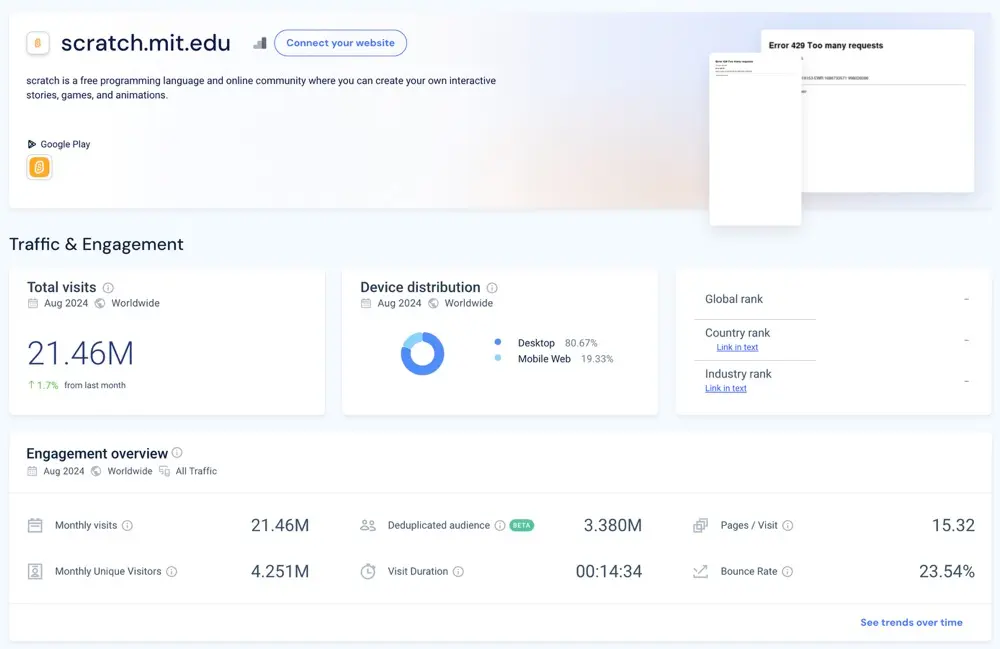 scratch.mit.edu
Connect your website
scratch is a free programming language and online community where you can create your own interactive
stories, games, and animations.
Google Play
Error 429 Too many requests
Traffic & Engagement
Total visits
Aug 2024 Worldwide
21.46M
↑ 1.7% from last month
Device distribution
Aug 2024 Worldwide
Desktop 80.67%
Mobile Web 19.33%
Global rank -
Country rank -
Link in text
Industry rank -
Link in text
Engagement overview
Aug 2024 Worldwide All Traffic
Monthly visits 21.46M
Deduplicated audience BETA 3.380M
Pages / Visit 15.32
Monthly Unique Visitors 4.251M
Visit Duration 00:14:34
Bounce Rate 23.54%
See trends over time